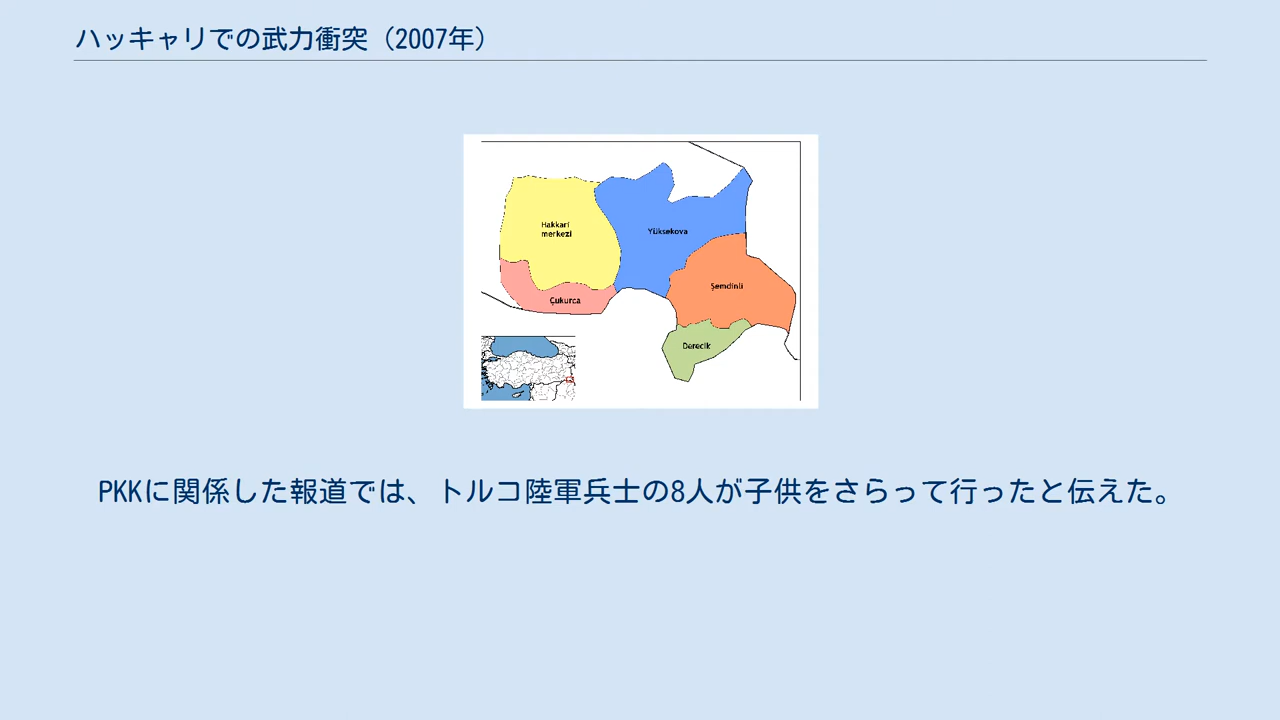 ハッキャリでの武力衝突（2007年）
Hakkari
merkezi
Yüksekova
Şemdinli
Çukurca
Derecik
PKKに関係した報道では、トルコ陸軍兵士の8人が子供をさらって行ったと伝えた。